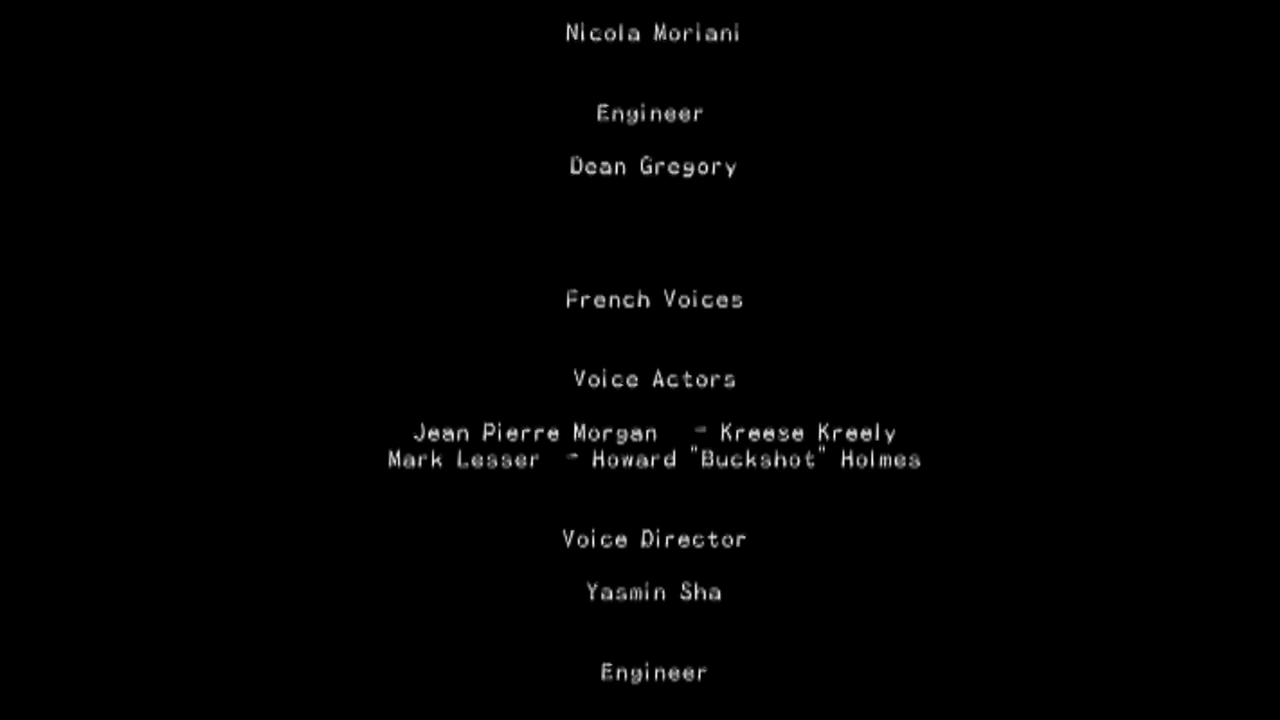 Nicola Moriani
Engineer
Dean Gregory
French Voices
Voice Actors
Jean Pierre Morgan - Kreese Kreely
Mark Lesser - Howard "Buckshot" Holmes
Voice Director
Yasmin Sha
Engineer